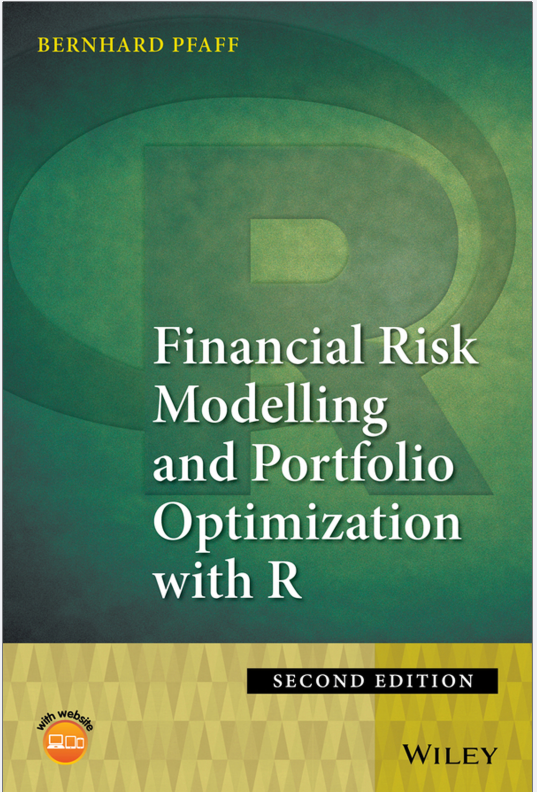 BERNHARD PFAFF
R
Financial Risk
Modelling
and Portfolio
Optimization
with R
SECOND EDITION
with website
WILEY